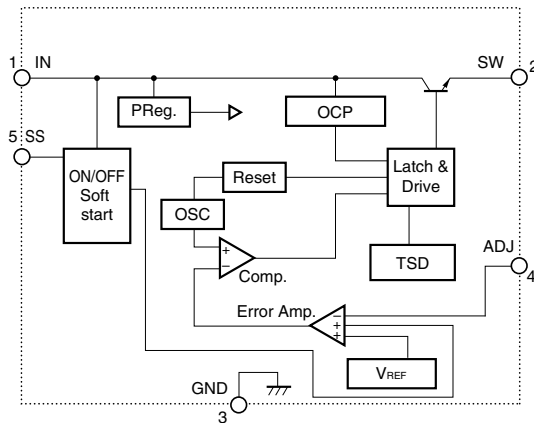 1 IN
SW 2
PReg.
OCP
5 SS
ON/OFF
Soft
start
Latch &
Drive
Reset
OSC
+
−
Comp.
TSD
ADJ
4
Error Amp.
−
+
+
VREF
GND
3